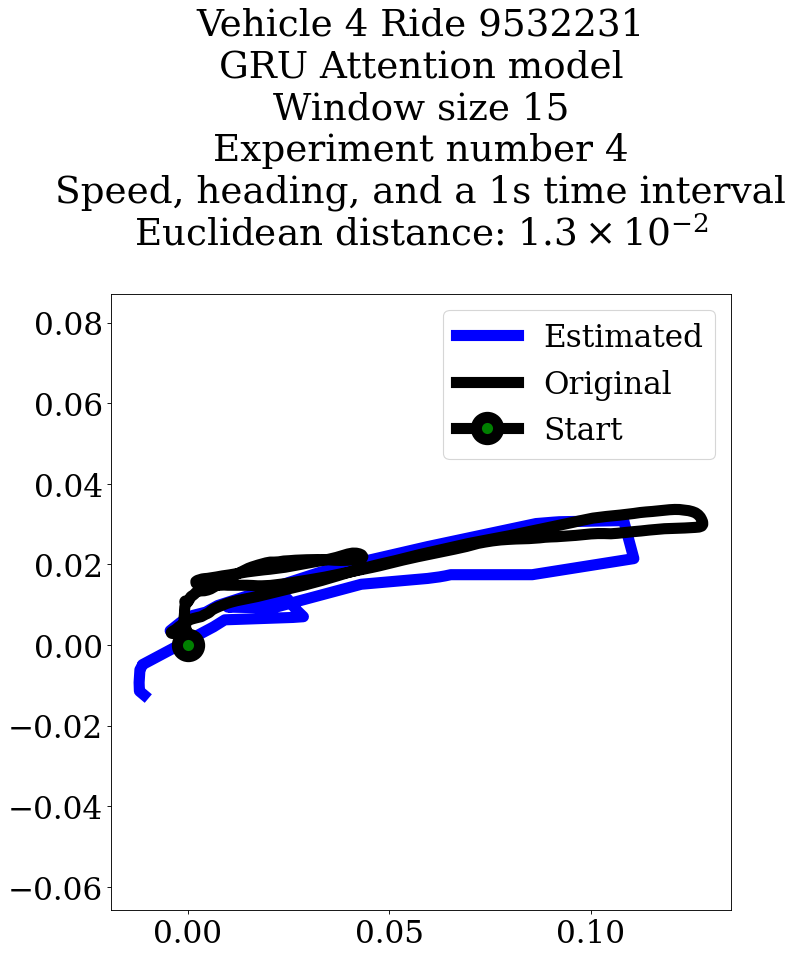 Vehicle 4 Ride 9532231
GRU Attention model
Window size 15
Experiment number 4
Speed, heading, and a 1s time interval
Euclidean distance: 1.3 × 10⁻²
Estimated
Original
Start
0.08
0.06
0.04
0.02
0.00
−0.02
−0.04
−0.06
0.00 0.05 0.10